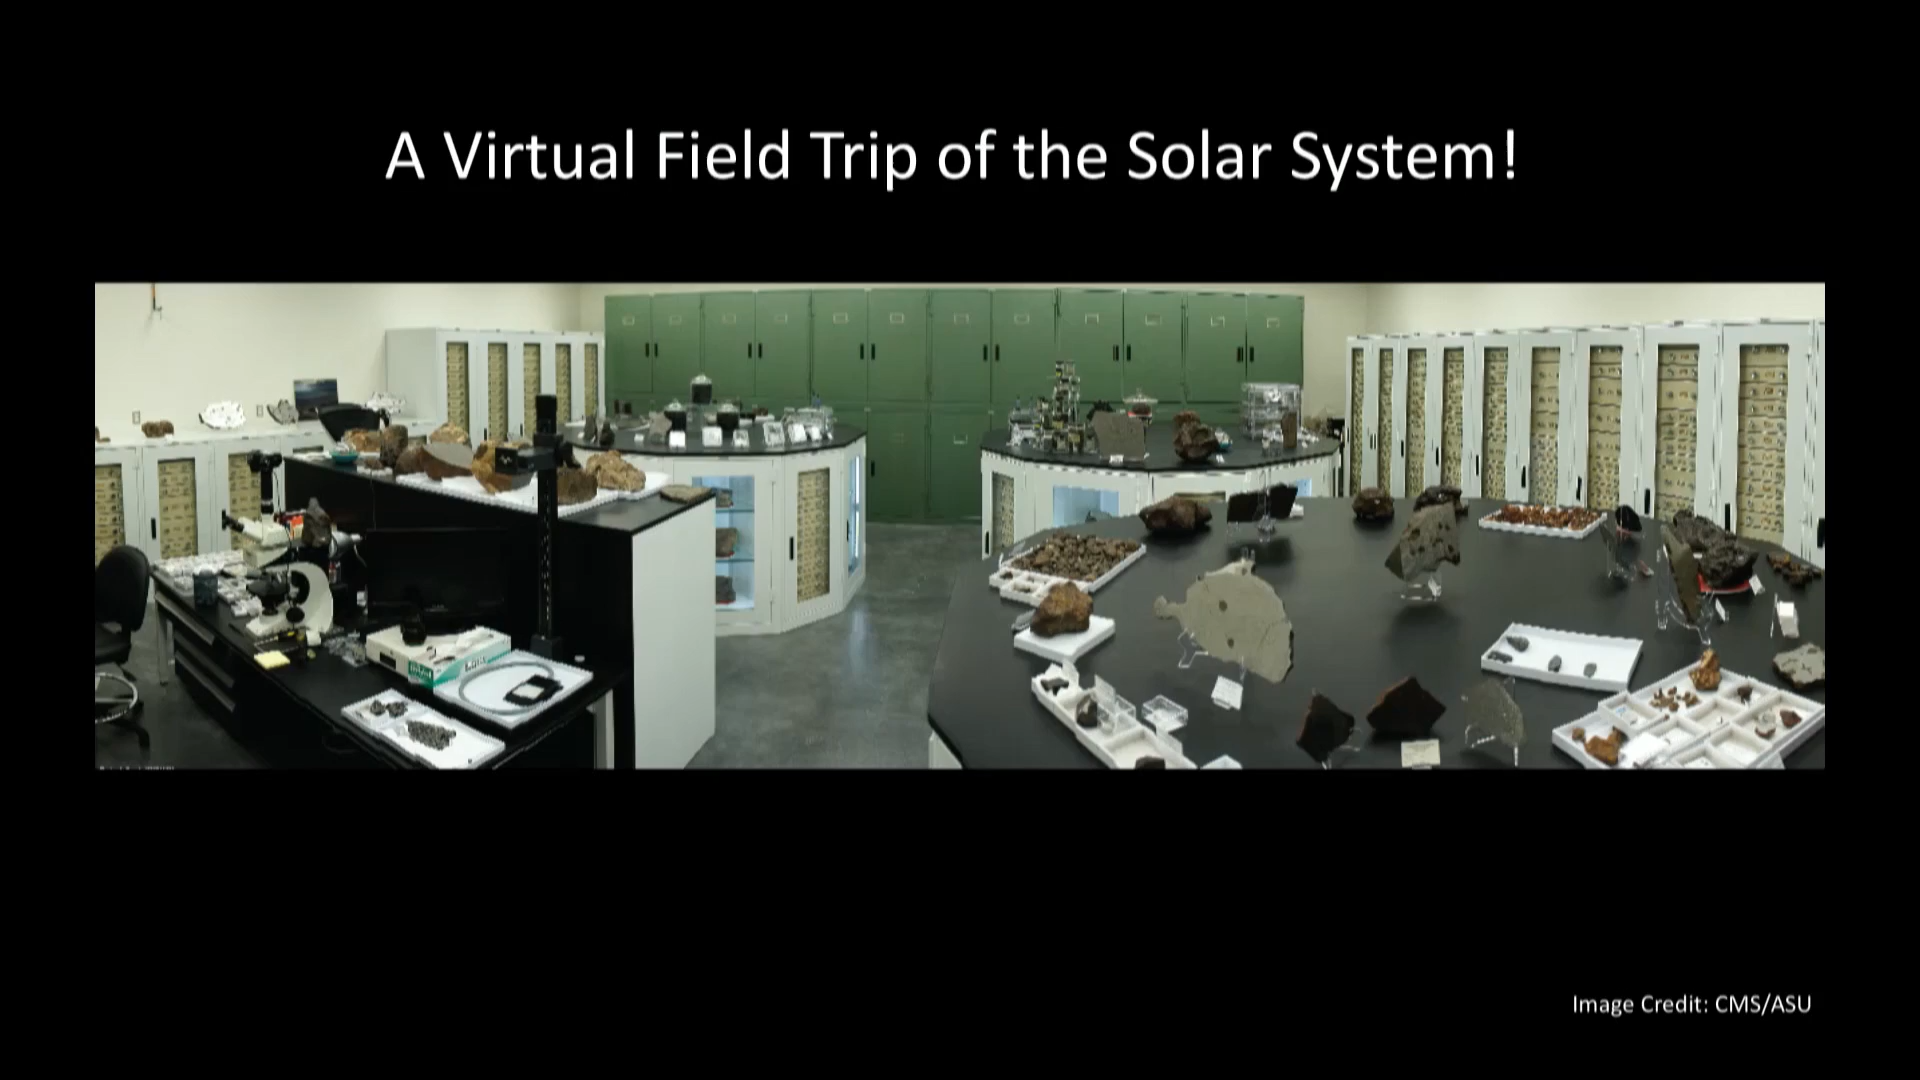 A Virtual Field Trip of the Solar System!
Image Credit: CMS/ASU